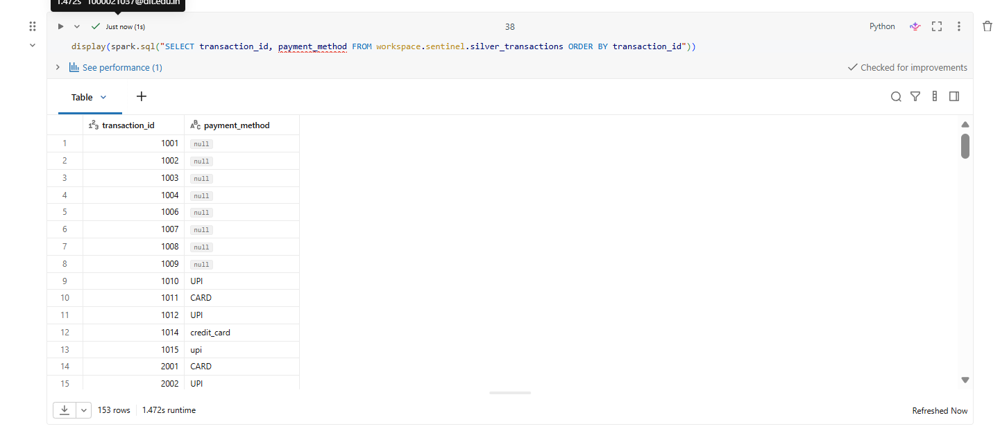 1.472s 1000021037@dit.edu.in
Just now (1s)
38
Python
display(spark.sql("SELECT transaction_id, payment_method FROM workspace.sentinel.silver_transactions ORDER BY transaction_id"))
See performance (1)
Checked for improvements
Table
transaction_id payment_method
1 1001 null
2 1002 null
3 1003 null
4 1004 null
5 1006 null
6 1007 null
7 1008 null
8 1009 null
9 1010 UPI
10 1011 CARD
11 1012 UPI
12 1014 credit_card
13 1015 upi
14 2001 CARD
15 2002 UPI
153 rows 1.472s runtime
Refreshed Now